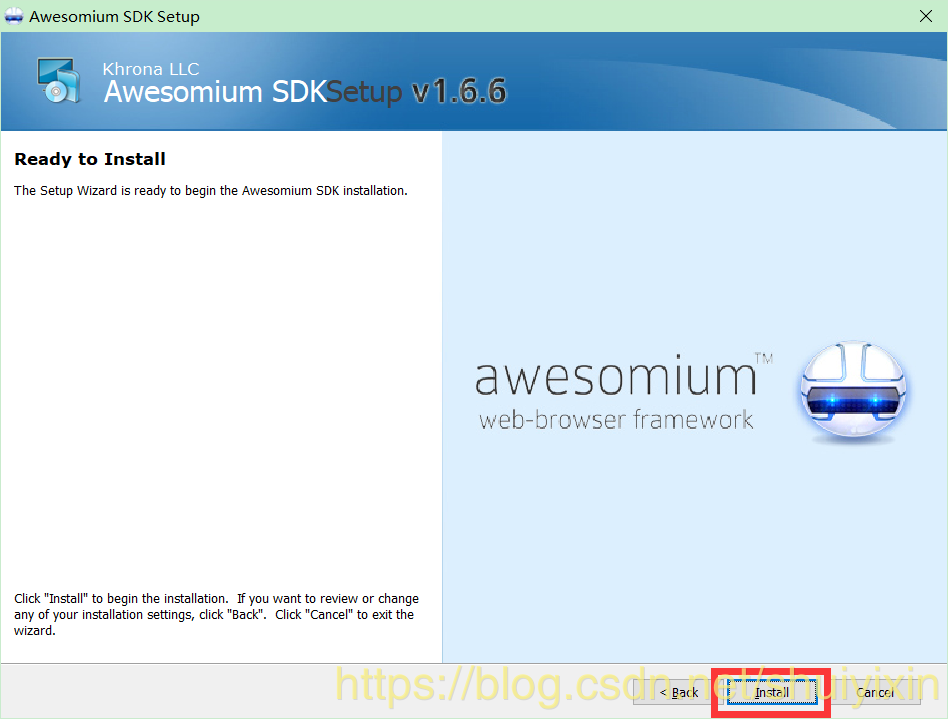 Awesomium SDK Setup
Khrona LLC
Awesomium SDKSetup v1.6.6
Ready to Install
The Setup Wizard is ready to begin the Awesomium SDK installation.
awesomium™
web-browser framework
Click "Install" to begin the installation.  If you want to review or change
any of your installation settings, click "Back".  Click "Cancel" to exit the
wizard.
https://blog.csdn.net/shuiyixin
< Back
Install
Cancel